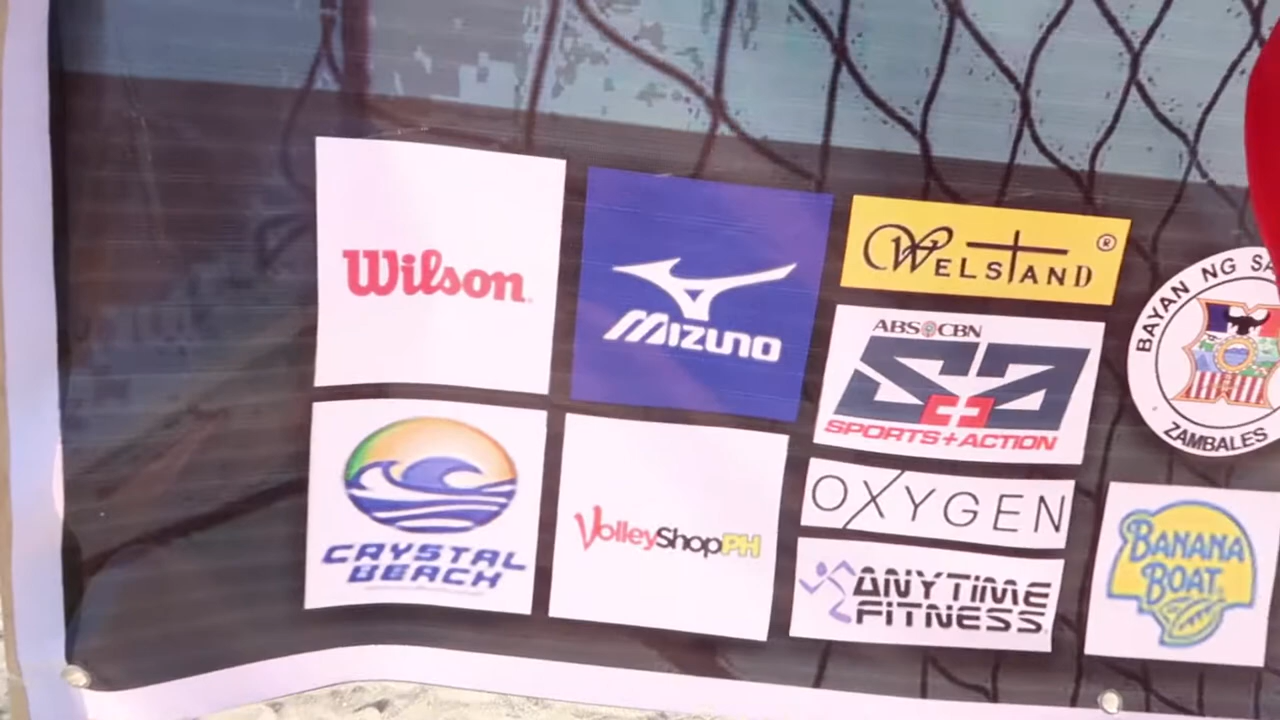 Wilson
MIZUNO
WELSTAND ®
ABS CBN
S+A
SPORTS+ACTION
BAYAN NG SA
ZAMBALES
CRYSTAL
BEACH
VolleyShopPH
OXYGEN
ANYTIME
FITNESS
BANANA
BOAT